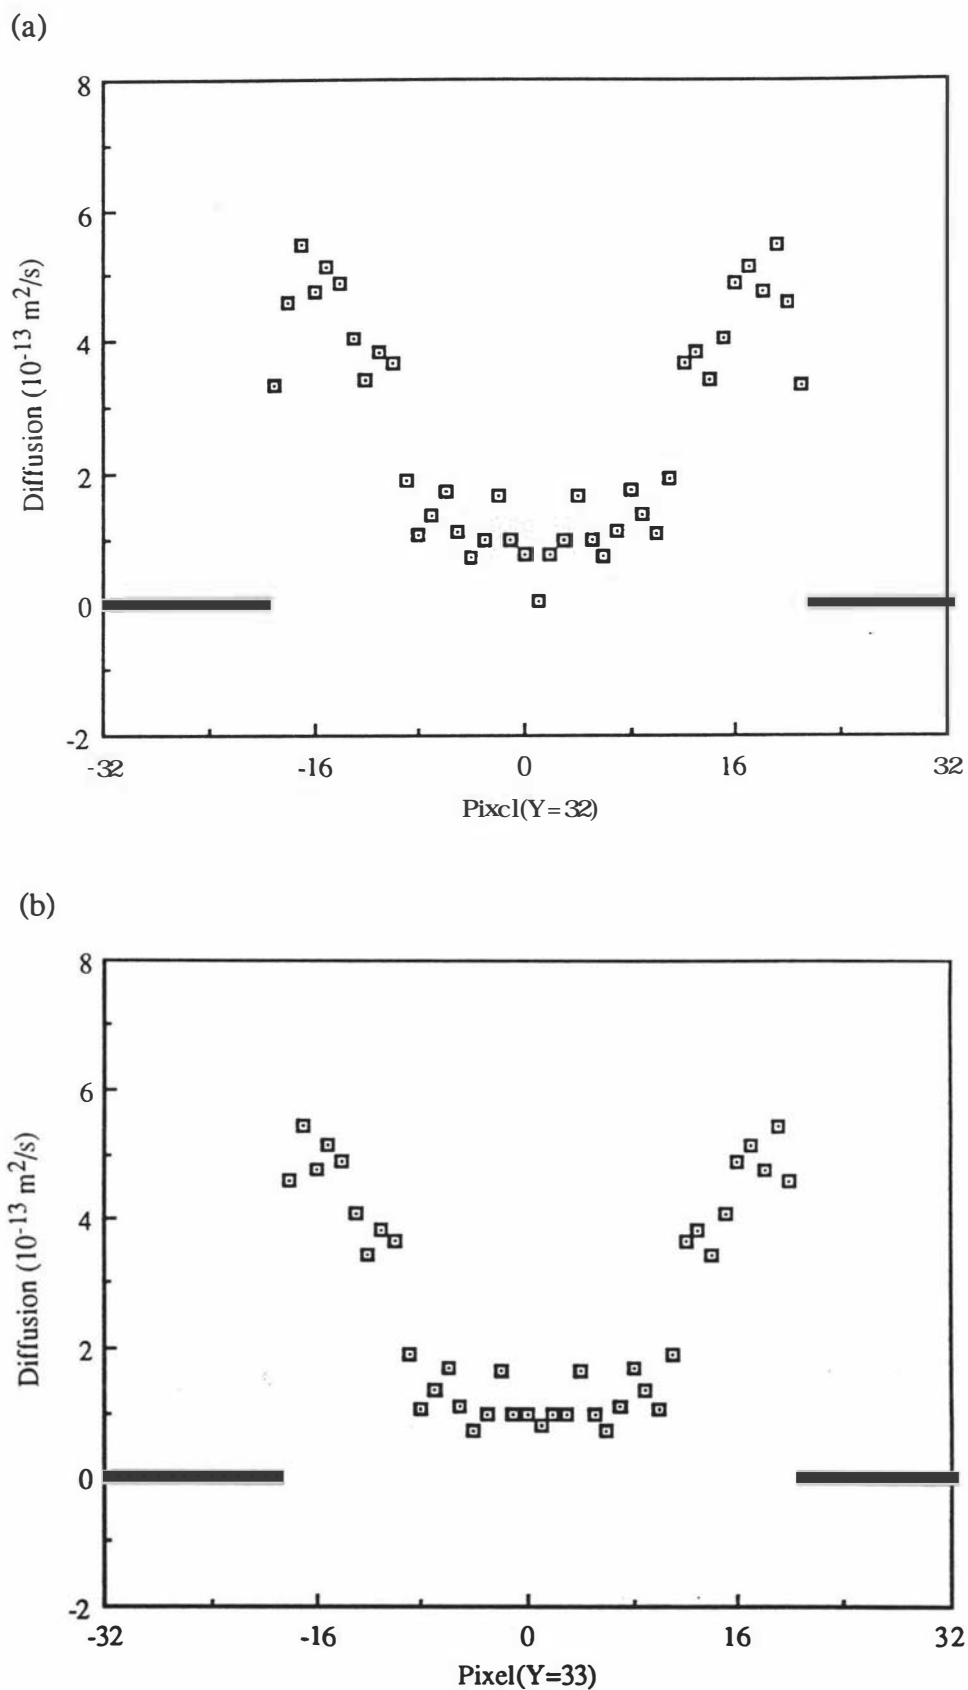 (a)
8
6
4
2
0
-2
Diffusion (10-13 m2/s)
-32 -16 0 16 32
Pixcl(Y=32)
(b)
8
6
4
2
0
-2
Diffusion (10-13 m2/s)
-32 -16 0 16 32
Pixel(Y=33)